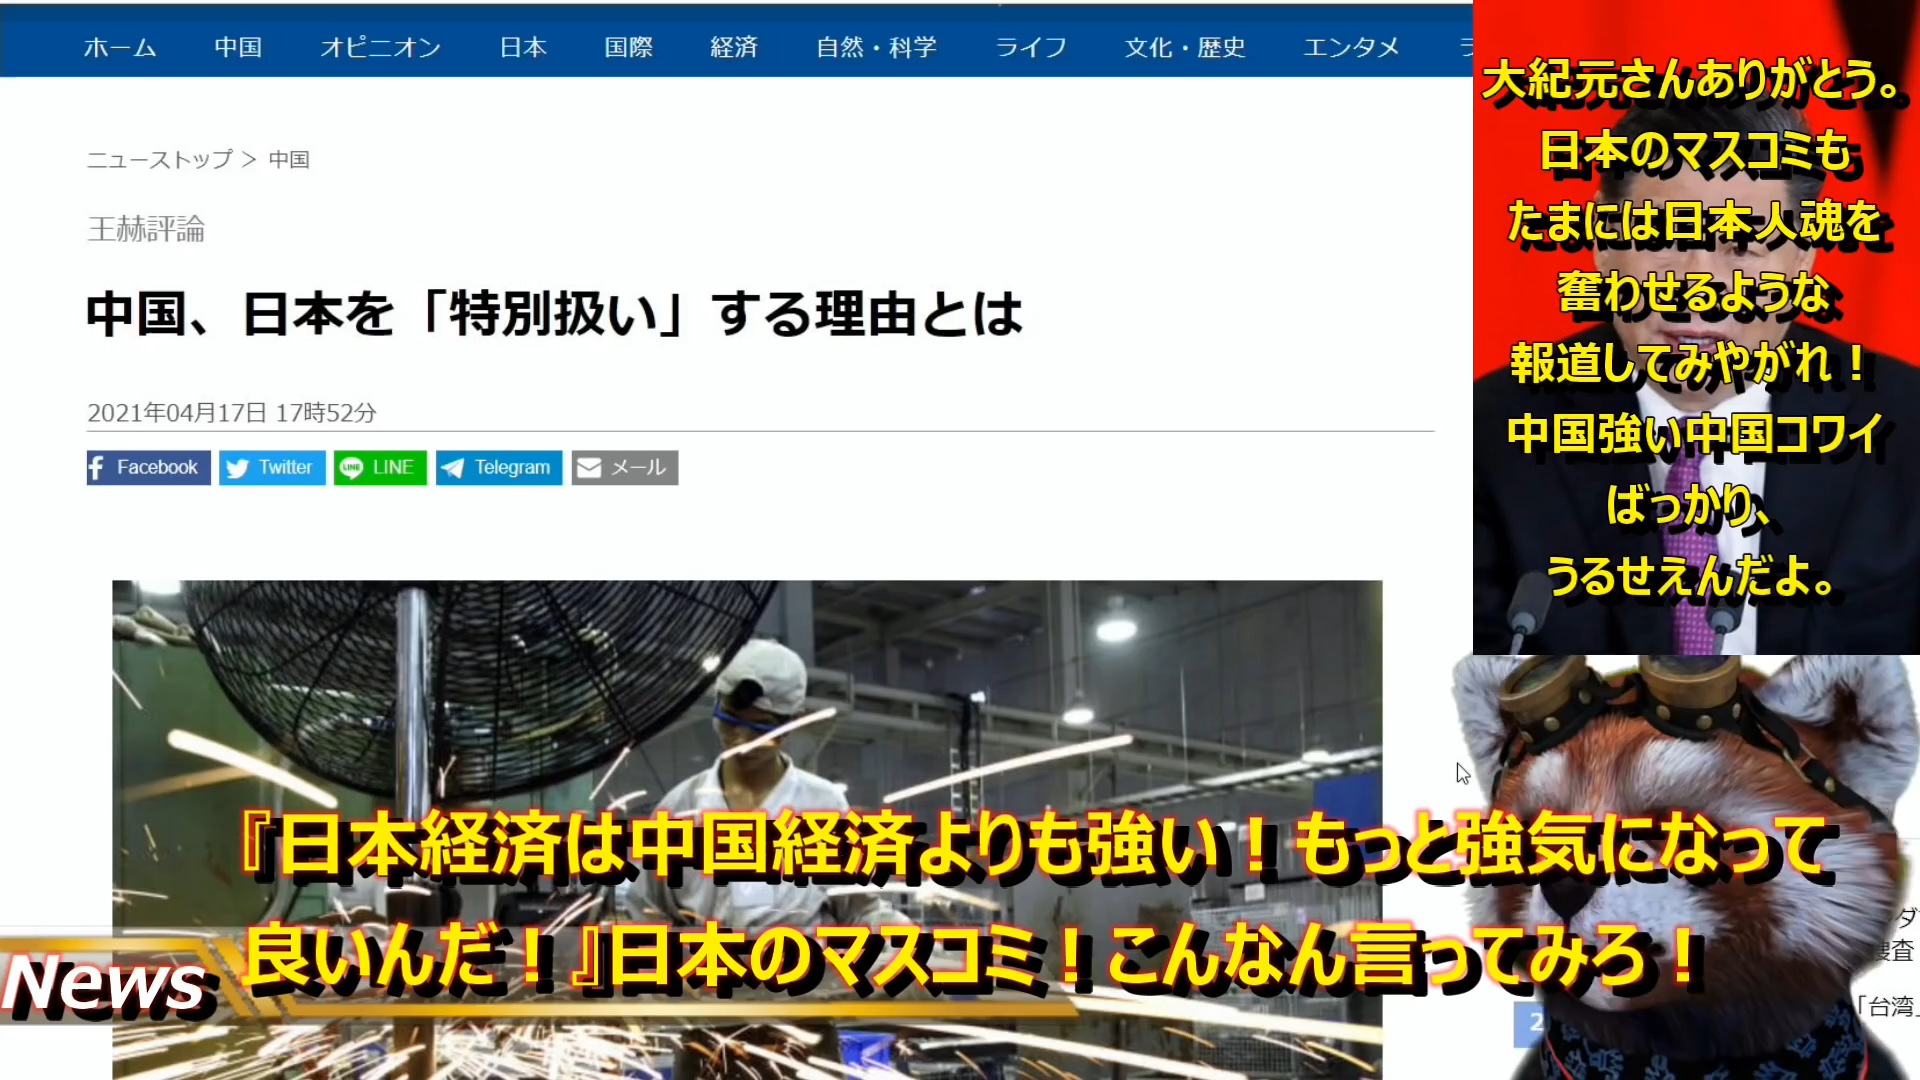 ホーム 中国 オピニオン 日本 国際 経済 自然・科学 ライフ 文化・歴史 エンタメ
ニューストップ ＞ 中国
王赫評論
中国、日本を「特別扱い」する理由とは
2021年04月17日 17時52分
Facebook Twitter LINE Telegram メール
大紀元さんありがとう。
日本のマスコミも
たまには日本人魂を
奮わせるような
報道してみやがれ！
中国強い中国コワイ
ばっかり、
うるせえんだよ。
『日本経済は中国経済よりも強い！もっと強気になって
良いんだ！』日本のマスコミ！こんなん言ってみろ！
News
捜査
2
「台湾